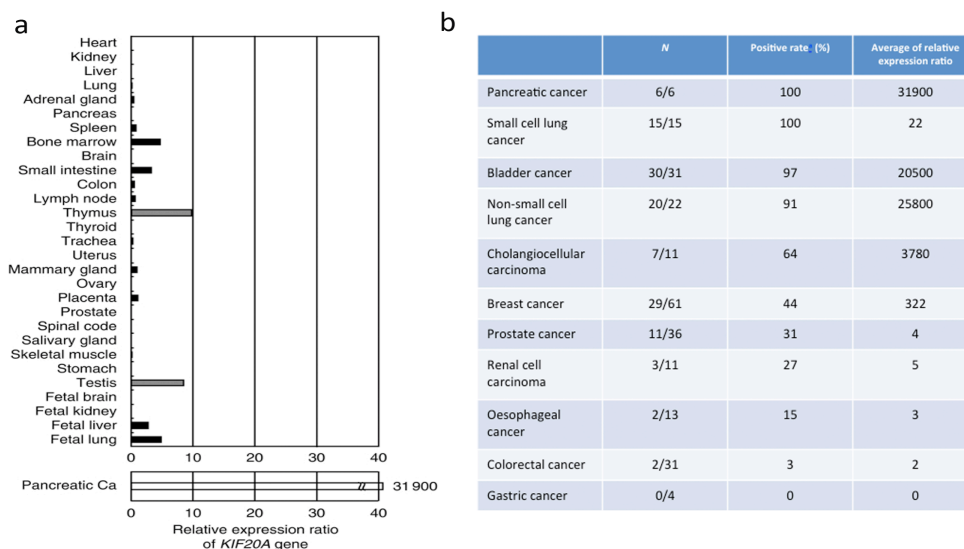 a
Heart
Kidney
Liver
Lung
Adrenal gland
Pancreas
Spleen
Bone marrow
Brain
Small intestine
Colon
Lymph node
Thymus
Thyroid
Trachea
Uterus
Mammary gland
Ovary
Placenta
Prostate
Spinal code
Salivary gland
Skeletal muscle
Stomach
Testis
Fetal brain
Fetal kidney
Fetal liver
Fetal lung
0 10 20 30 40
Pancreatic Ca 31 900
0 10 20 30 40
Relative expression ratio
of KIF20A gene
b
N Positive rate (%) Average of relative
expression ratio
Pancreatic cancer 6/6 100 31900
Small cell lung 15/15 100 22
cancer
Bladder cancer 30/31 97 20500
Non-small cell 20/22 91 25800
lung cancer
Cholangiocellular 7/11 64 3780
carcinoma
Breast cancer 29/61 44 322
Prostate cancer 11/36 31 4
Renal cell 3/11 27 5
carcinoma
Oesophageal 2/13 15 3
cancer
Colorectal cancer 2/31 3 2
Gastric cancer 0/4 0 0